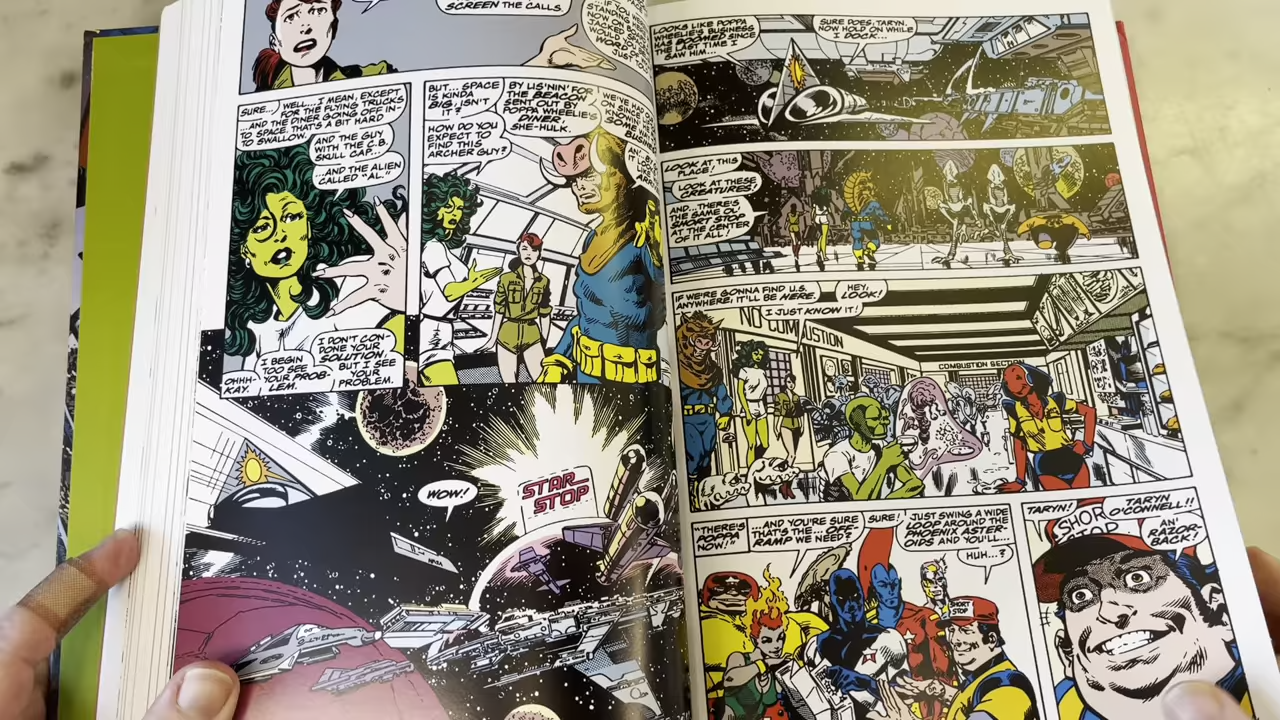 SCREEN THE CALLS.
SURE...) WELL... I MEAN, EXCEPT
FOR THE FLYING TRUCKS
...AND THE DINER GOING OFF IN-
TO SPACE. THAT'S A BIT HARD
TO SWALLOW.
AND THE GUY
WITH THE C.B.
SKULL CAP...
...AND THE ALIEN
CALLED "AL."
OHHH-
KAY.
I BEGIN
TOO SEE
YOUR PROB-
LEM.
I DON'T CON-
DONE YOUR
SOLUTION...
BUT I SEE
YOUR
PROBLEM.
BUT... SPACE
IS KINDA
BIG, ISN'T
IT?
HOW DO YOU
EXPECT TO
FIND THIS
ARCHER GUY?
BY LIS'NIN' FOR
THE BEACON
SENT OUT BY
POPPA WHEELIE'S
DINER,
SHE-HULK.
WOW!
STAR
STOP
NASA
LOOKS LIKE POPPA
WHEELIE'S BUSINESS
HAS BOOMED SINCE
THE LAST TIME I
SAW HIM...
SURE DOES, TARYN.
NOW HOLD ON WHILE
I DOCK...
LOOK AT THIS
PLACE!
LOOK AT THESE
CREATURES!
AND... THERE'S
THE SAME OL'
SHORT STOP
AT THE CENTER
OF IT ALL!
IF WE'RE GONNA FIND U.S.
ANYWHERE, IT'LL BE HERE.
I JUST KNOW IT!
HEY,
LOOK!
NO COMBUSTION
COMBUSTION SECTION
"THERE'S
POPPA
NOW!"
...AND YOU'RE SURE
THAT'S THE... OFF-
RAMP WE NEED?
SURE!
JUST SWING A WIDE
LOOP AROUND THE
PHOENIX ASTER-
OIDS AND YOU'LL...
HUH...?
SHORT
STOP
TARYN!
TARYN
O'CONNELL!!
AN'
RAZOR-
BACK!
SHORT
STOP